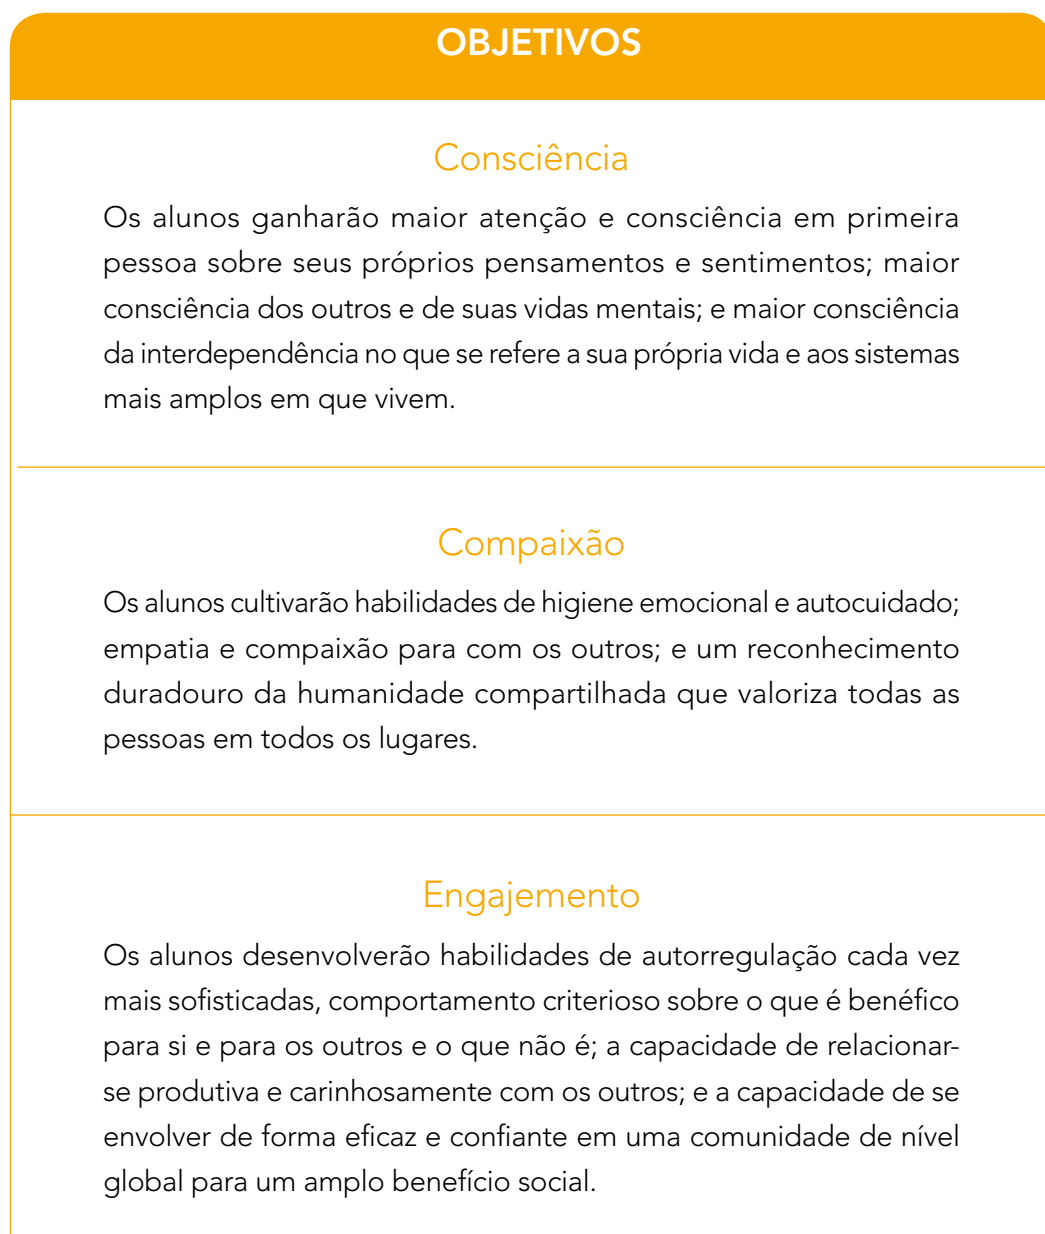 OBJETIVOS
Consciência
Os alunos ganharão maior atenção e consciência em primeira
pessoa sobre seus próprios pensamentos e sentimentos; maior
consciência dos outros e de suas vidas mentais; e maior consciência
da interdependência no que se refere a sua própria vida e aos sistemas
mais amplos em que vivem.
Compaixão
Os alunos cultivarão habilidades de higiene emocional e autocuidado;
empatia e compaixão para com os outros; e um reconhecimento
duradouro da humanidade compartilhada que valoriza todas as
pessoas em todos os lugares.
Engajemento
Os alunos desenvolverão habilidades de autorregulação cada vez
mais sofisticadas, comportamento criterioso sobre o que é benéfico
para si e para os outros e o que não é; a capacidade de relacionar-
se produtiva e carinhosamente com os outros; e a capacidade de se
envolver de forma eficaz e confiante em uma comunidade de nível
global para um amplo benefício social.